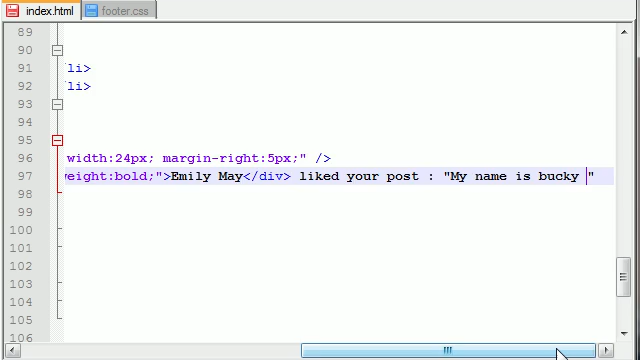 index.html footer.css
89
90
91 li>
92 li>
93
94
95
96 width:24px; margin-right:5px;" />
97 weight:bold;">Emily May</div> liked your post : "My name is bucky "
98
99
100
101
102
103
104
105
106